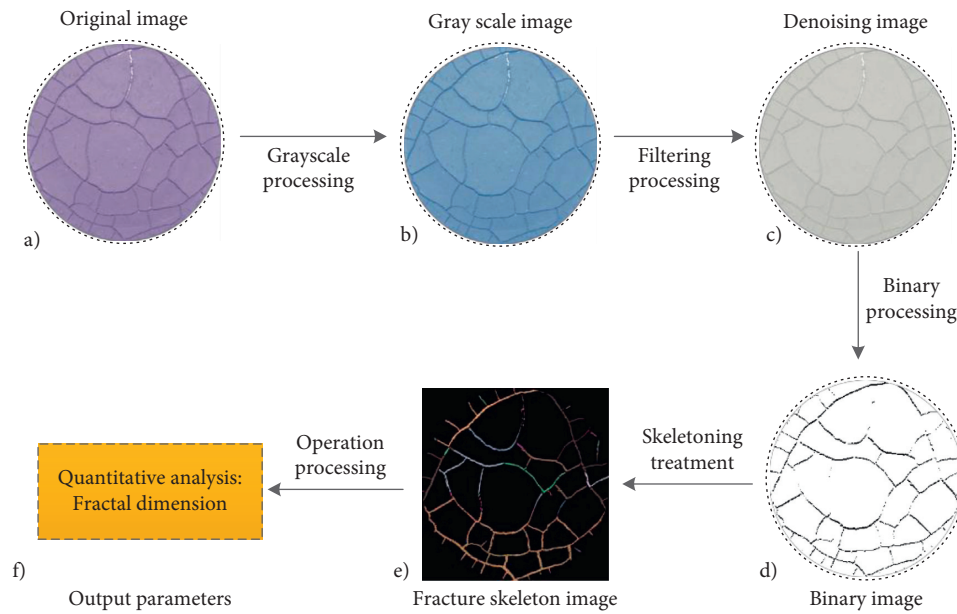 Original image
Gray scale image
Denoising image
Grayscale
processing
Filtering
processing
a)
b)
c)
Binary
processing
Skeletoning
treatment
Operation
processing
Quantitative analysis:
Fractal dimension
f)
e)
d)
Output parameters
Fracture skeleton image
Binary image